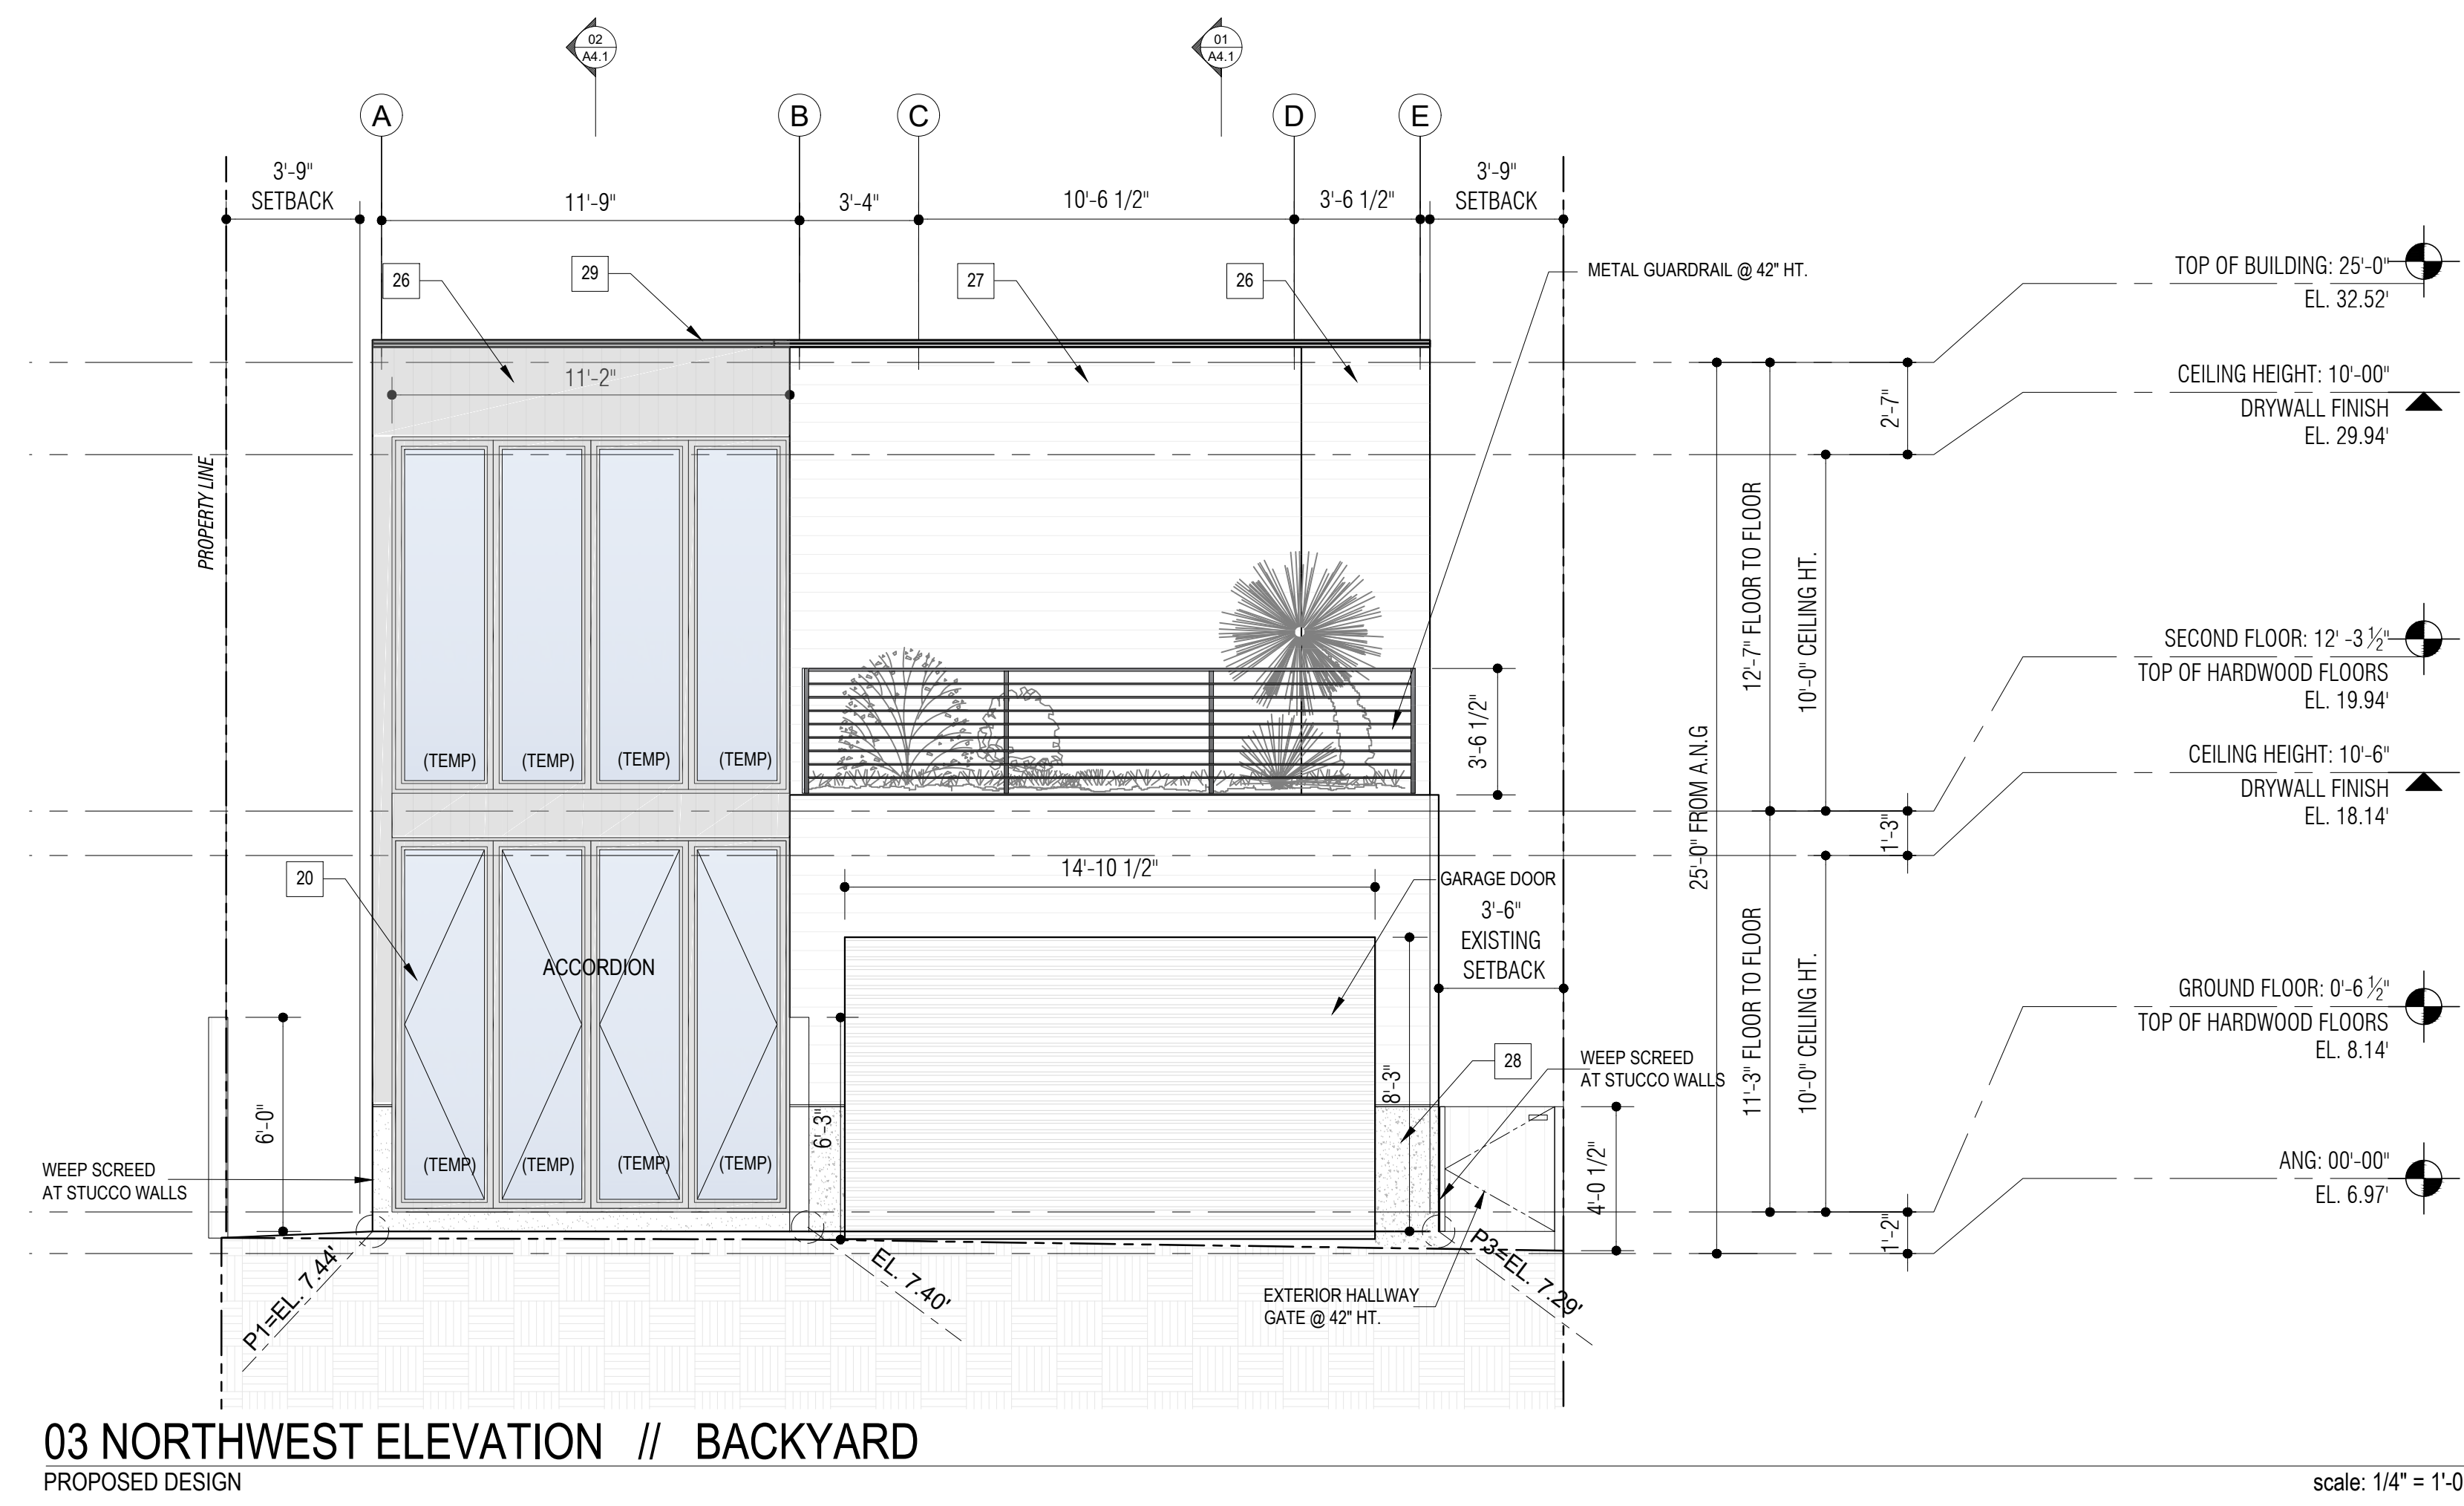 02
A4.1
01
A4.1
A
B
C
D
E
3'-9"
SETBACK
11'-9"
3'-4"
10'-6 1/2"
3'-6 1/2"
3'-9"
SETBACK
26
29
27
26
METAL GUARDRAIL @ 42" HT.
11'-2"
PROPERTY LINE
TOP OF BUILDING: 25'-0"
EL. 32.52'
CEILING HEIGHT: 10'-00"
DRYWALL FINISH
EL. 29.94'
2'-7"
12'-7" FLOOR TO FLOOR
10'-0" CEILING HT.
SECOND FLOOR: 12' -3 ½"
TOP OF HARDWOOD FLOORS
EL. 19.94'
(TEMP)
(TEMP)
(TEMP)
(TEMP)
3'-6 1/2"
25'-0" FROM A.N.G
CEILING HEIGHT: 10'-6"
DRYWALL FINISH
EL. 18.14'
1'-3"
20
14'-10 1/2"
GARAGE DOOR
3'-6"
EXISTING
SETBACK
ACCORDION
11'-3" FLOOR TO FLOOR
10'-0" CEILING HT.
GROUND FLOOR: 0'-6 ½"
TOP OF HARDWOOD FLOORS
EL. 8.14'
28
WEEP SCREED
AT STUCCO WALLS
6'-0"
6'-3"
8'-3"
4'-0 1/2"
WEEP SCREED
AT STUCCO WALLS
(TEMP)
(TEMP)
(TEMP)
(TEMP)
ANG: 00'-00"
EL. 6.97'
1'-2"
P1=EL. 7.44'
EL. 7.40'
P3=EL. 7.29'
EXTERIOR HALLWAY
GATE @ 42" HT.
03 NORTHWEST ELEVATION // BACKYARD
PROPOSED DESIGN
scale: 1/4" = 1'-0